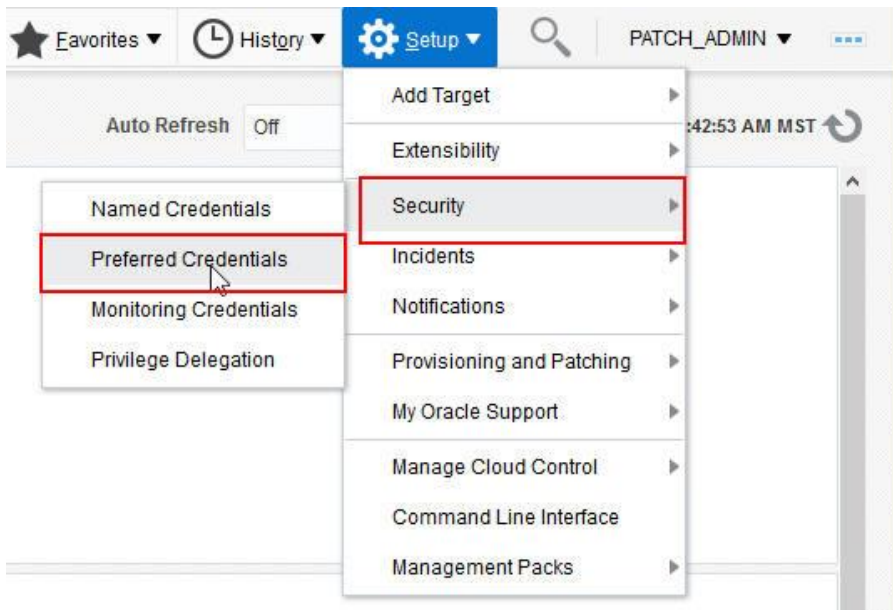 Favorites ▼ History ▼ Setup ▼ PATCH_ADMIN ▼
Auto Refresh Off :42:53 AM MST
Add Target
Extensibility
Security
Incidents
Notifications
Provisioning and Patching
My Oracle Support
Manage Cloud Control
Command Line Interface
Management Packs
Named Credentials
Preferred Credentials
Monitoring Credentials
Privilege Delegation